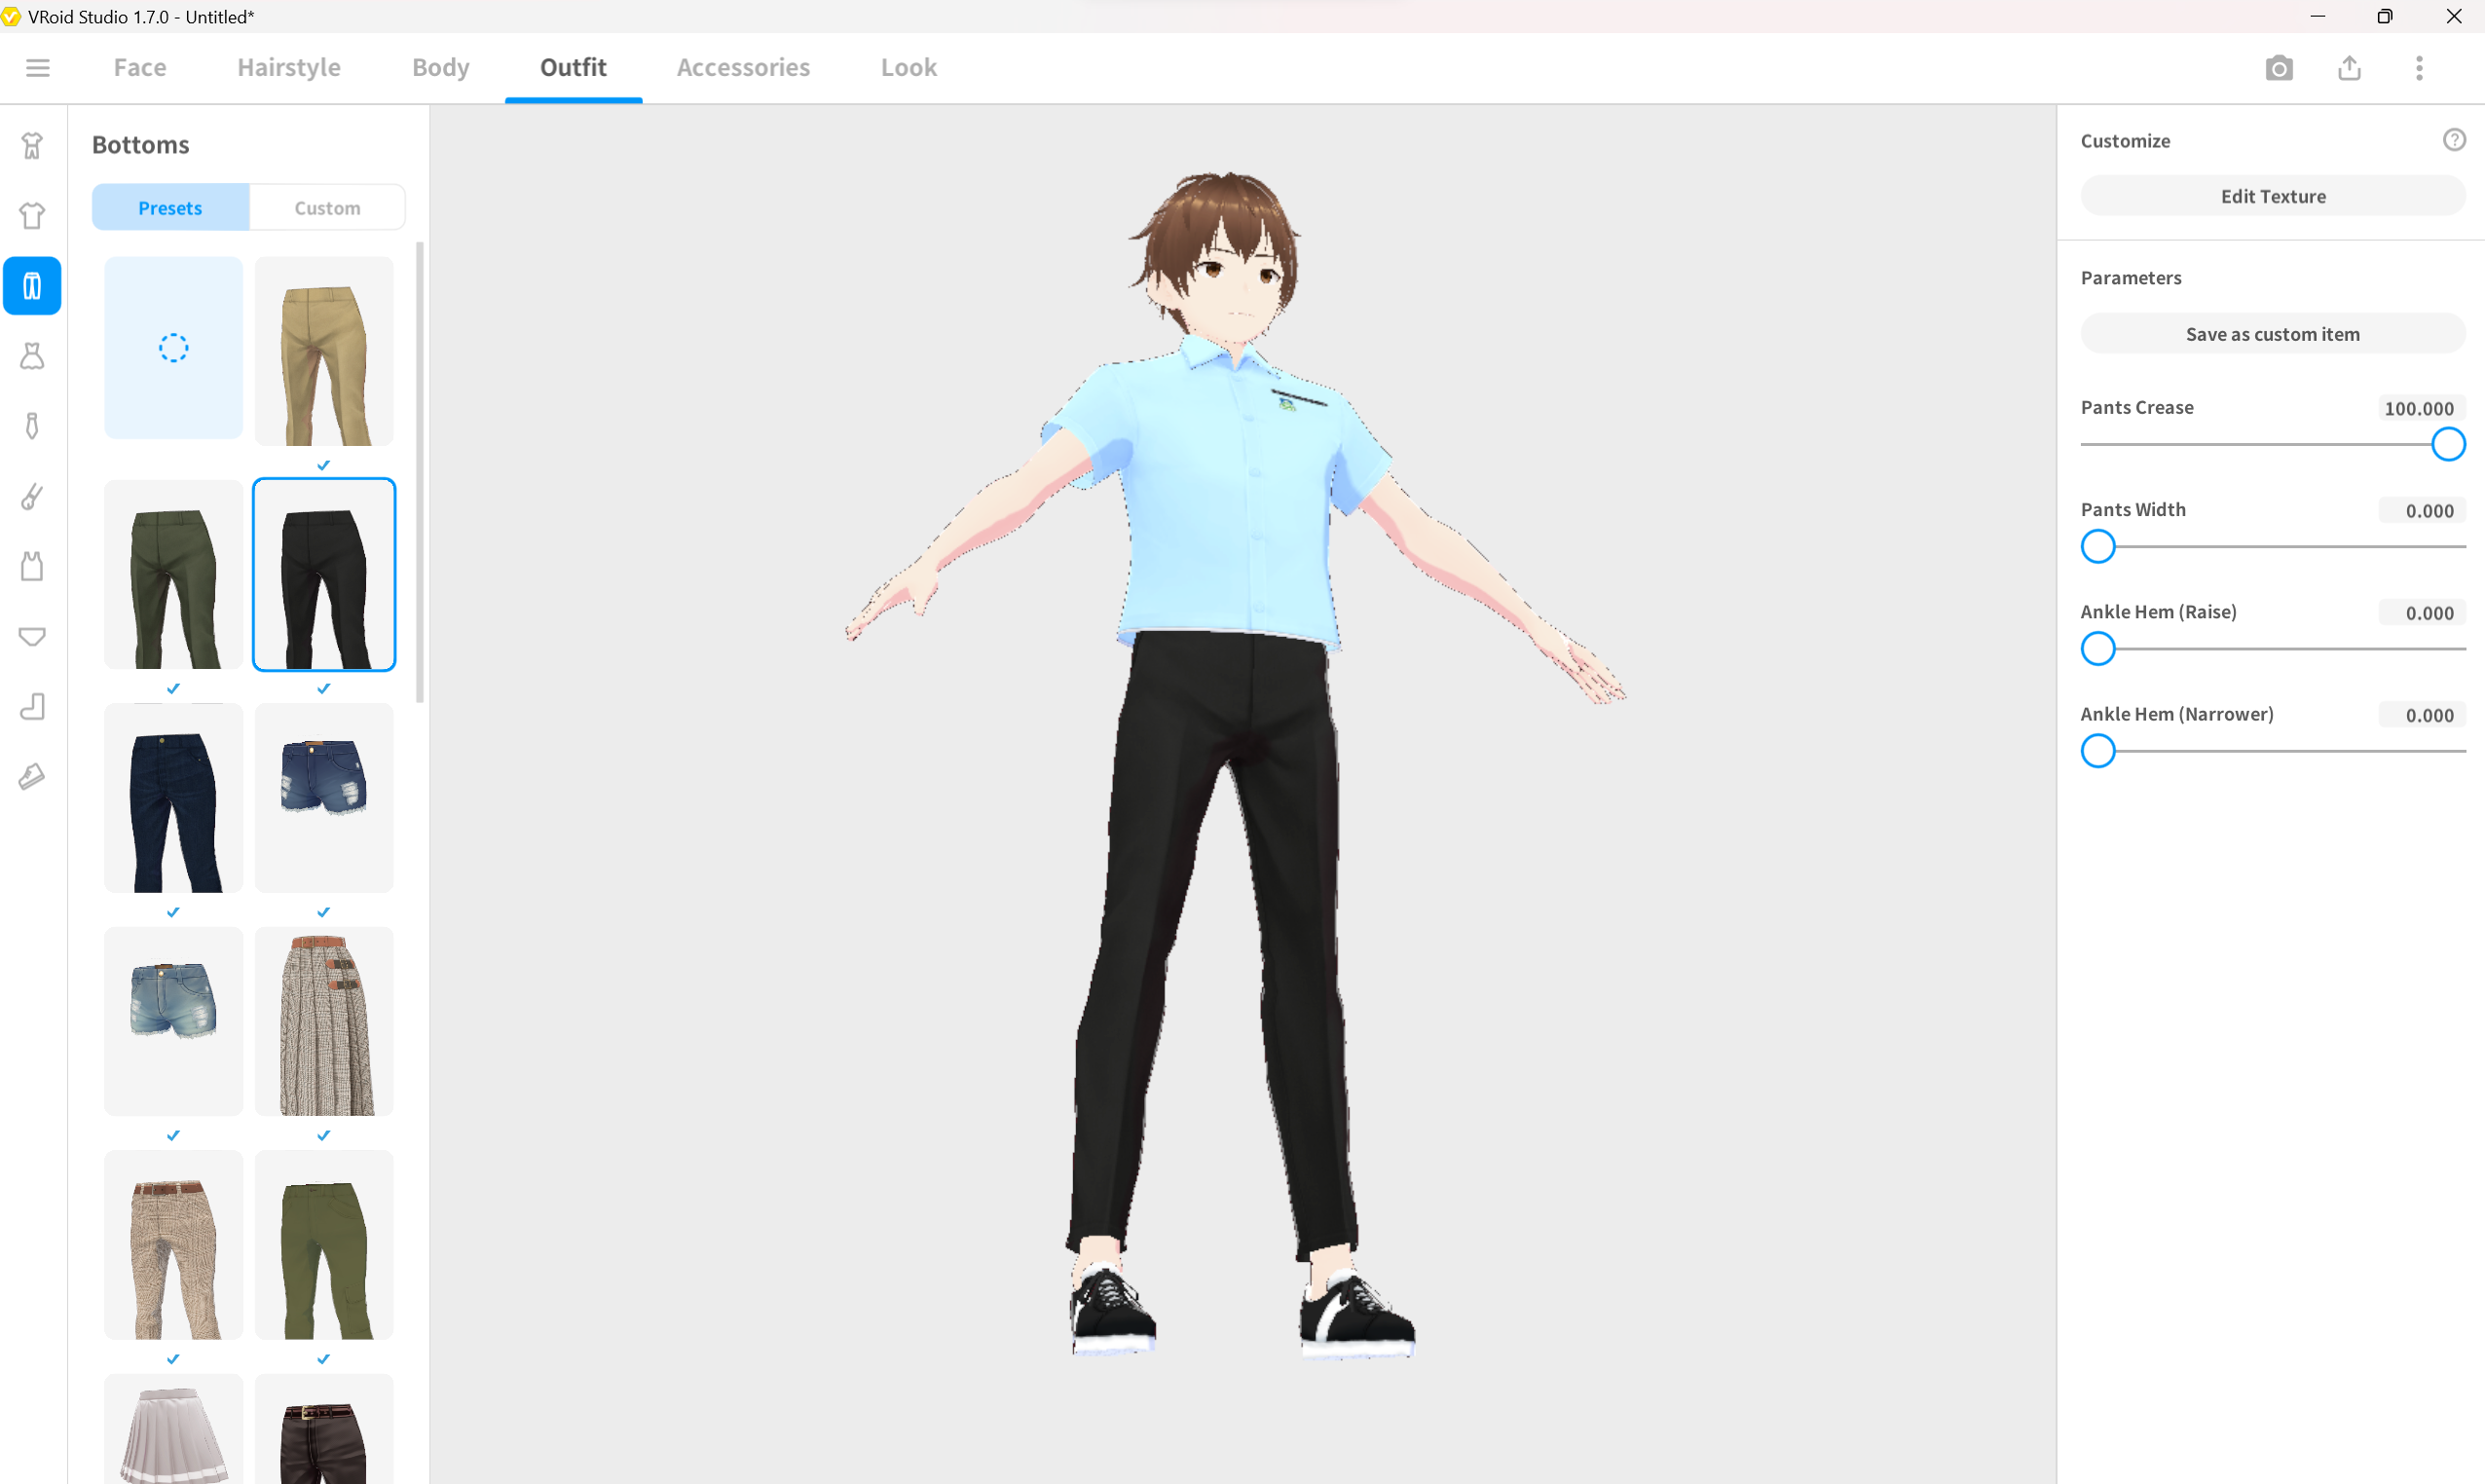 VRoid Studio 1.7.0 - Untitled*
Face
Hairstyle
Body
Outfit
Accessories
Look
Bottoms
Presets
Custom
Customize
Edit Texture
Parameters
Save as custom item
Pants Crease
100.000
Pants Width
0.000
Ankle Hem (Raise)
0.000
Ankle Hem (Narrower)
0.000